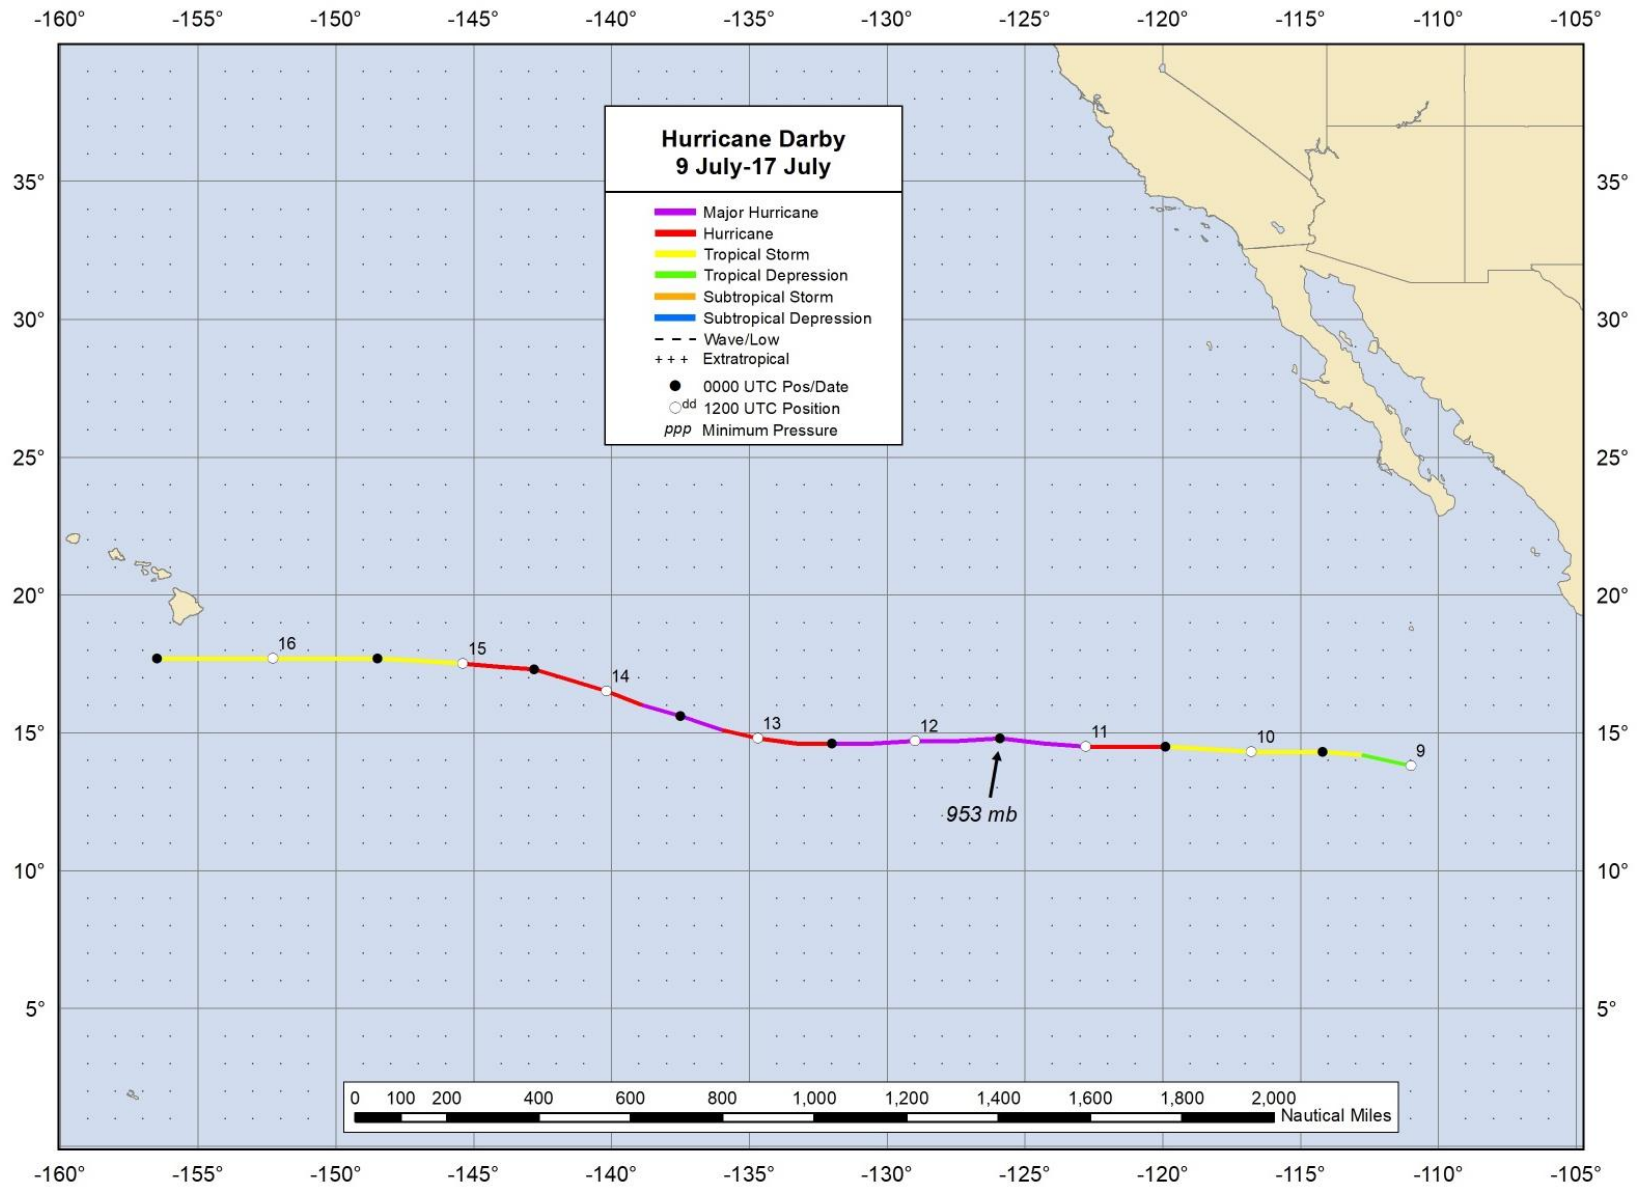 -160° -155° -150° -145° -140° -135° -130° -125° -120° -115° -110° -105°
Hurricane Darby
9 July-17 July
Major Hurricane
Hurricane
Tropical Storm
Tropical Depression
Subtropical Storm
Subtropical Depression
Wave/Low
+ + + Extratropical
0000 UTC Pos/Date
dd 1200 UTC Position
ppp Minimum Pressure
35° 35°
30° 30°
25° 25°
20° 20°
16 15 14 13 12 11 10 9
15° 15°
953 mb
10° 10°
5° 5°
0 100 200 400 600 800 1,000 1,200 1,400 1,600 1,800 2,000
Nautical Miles
-160° -155° -150° -145° -140° -135° -130° -125° -120° -115° -110° -105°